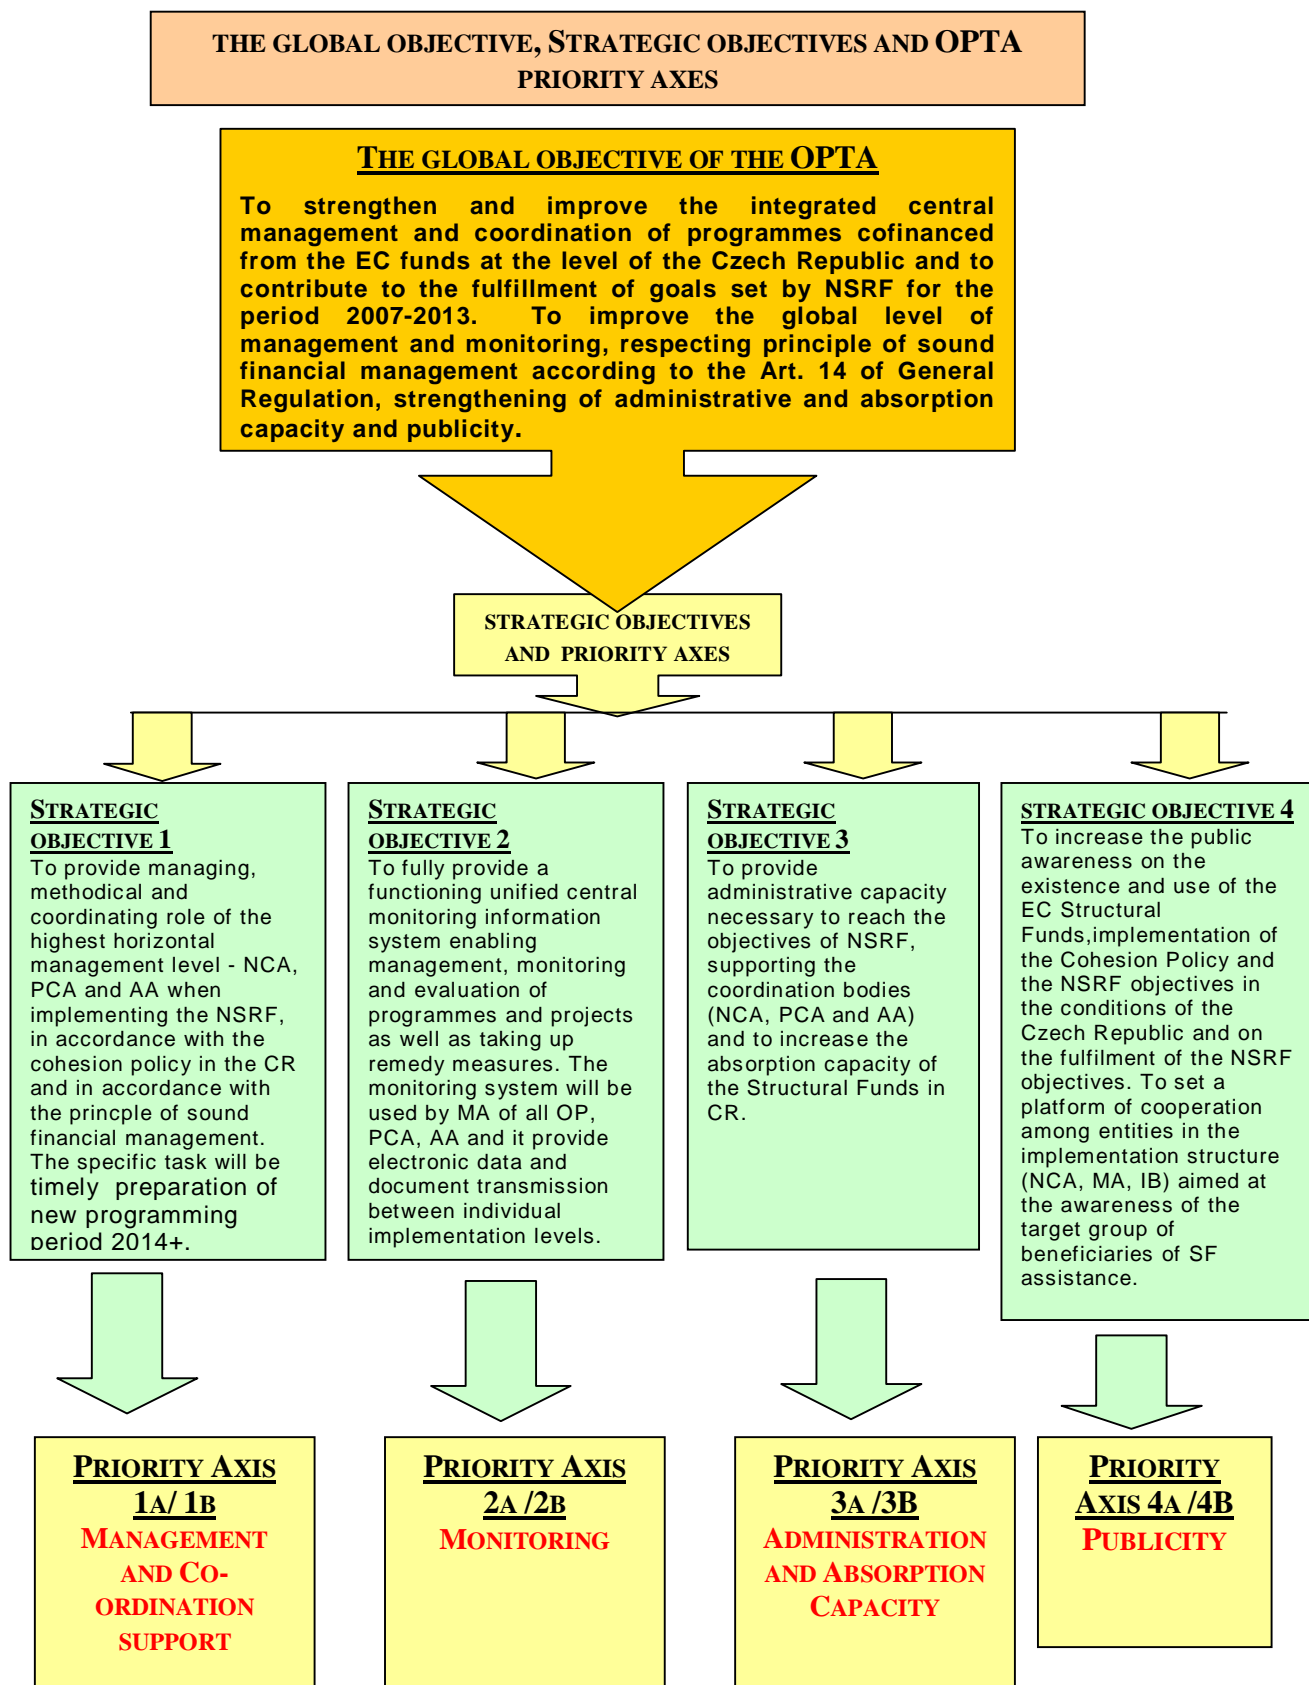 THE GLOBAL OBJECTIVE, STRATEGIC OBJECTIVES AND OPTA
PRIORITY AXES
THE GLOBAL OBJECTIVE OF THE OPTA
To strengthen and improve the integrated central
management and coordination of programmes cofinanced
from the EC funds at the level of the Czech Republic and to
contribute to the fulfillment of goals set by NSRF for the
period 2007-2013. To improve the global level of
management and monitoring, respecting principle of sound
financial management according to the Art. 14 of General
Regulation, strengthening of administrative and absorption
capacity and publicity.
STRATEGIC OBJECTIVES
AND PRIORITY AXES
STRATEGIC
OBJECTIVE 1
To provide managing,
methodical and
coordinating role of the
highest horizontal
management level - NCA,
PCA and AA when
implementing the NSRF,
in accordance with the
cohesion policy in the CR
and in accordance with
the princple of sound
financial management.
The specific task will be
timely preparation of
new programming
period 2014+.
STRATEGIC
OBJECTIVE 2
To fully provide a
functioning unified central
monitoring information
system enabling
management, monitoring
and evaluation of
programmes and projects
as well as taking up
remedy measures. The
monitoring system will be
used by MA of all OP,
PCA, AA and it provide
electronic data and
document transmission
between individual
implementation levels.
STRATEGIC
OBJECTIVE 3
To provide
administrative capacity
necessary to reach the
objectives of NSRF,
supporting the
coordination bodies
(NCA, PCA and AA)
and to increase the
absorption capacity of
the Structural Funds in
CR.
STRATEGIC OBJECTIVE 4
To increase the public
awareness on the
existence and use of the
EC Structural
Funds,implementation of
the Cohesion Policy and
the NSRF objectives in
the conditions of the
Czech Republic and on
the fulfilment of the NSRF
objectives. To set a
platform of cooperation
among entities in the
implementation structure
(NCA, MA, IB) aimed at
the awareness of the
target group of
beneficiaries of SF
assistance.
PRIORITY AXIS
1A/ 1B
MANAGEMENT
AND CO-
ORDINATION
SUPPORT
PRIORITY AXIS
2A /2B
MONITORING
PRIORITY AXIS
3A /3B
ADMINISTRATION
AND ABSORPTION
CAPACITY
PRIORITY
AXIS 4A /4B
PUBLICITY